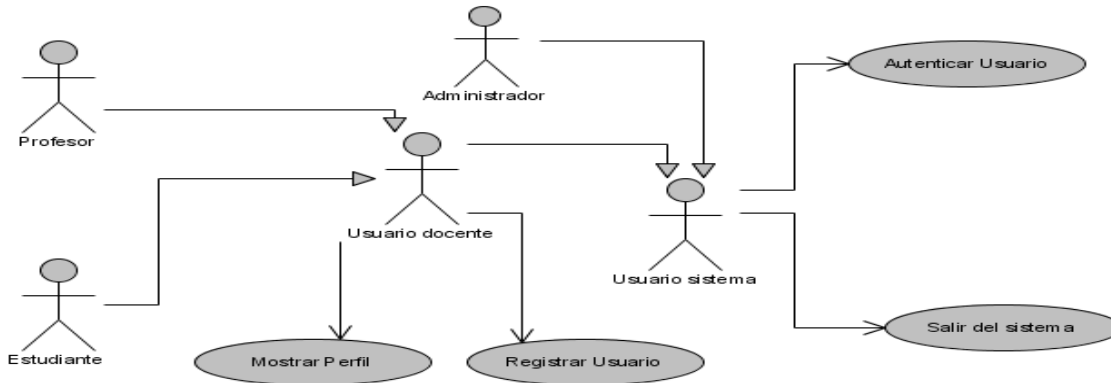 Autenticar Usuario
Administrador
Profesor
Usuario docente
Usuario sistema
Salir del sistema
Estudiante
Mostrar Perfil
Registrar Usuario